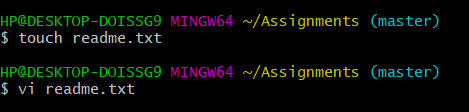 HP@DESKTOP-DOISSG9 MINGW64 ~/Assignments (master)
$ touch readme.txt
HP@DESKTOP-DOISSG9 MINGW64 ~/Assignments (master)
$ vi readme.txt